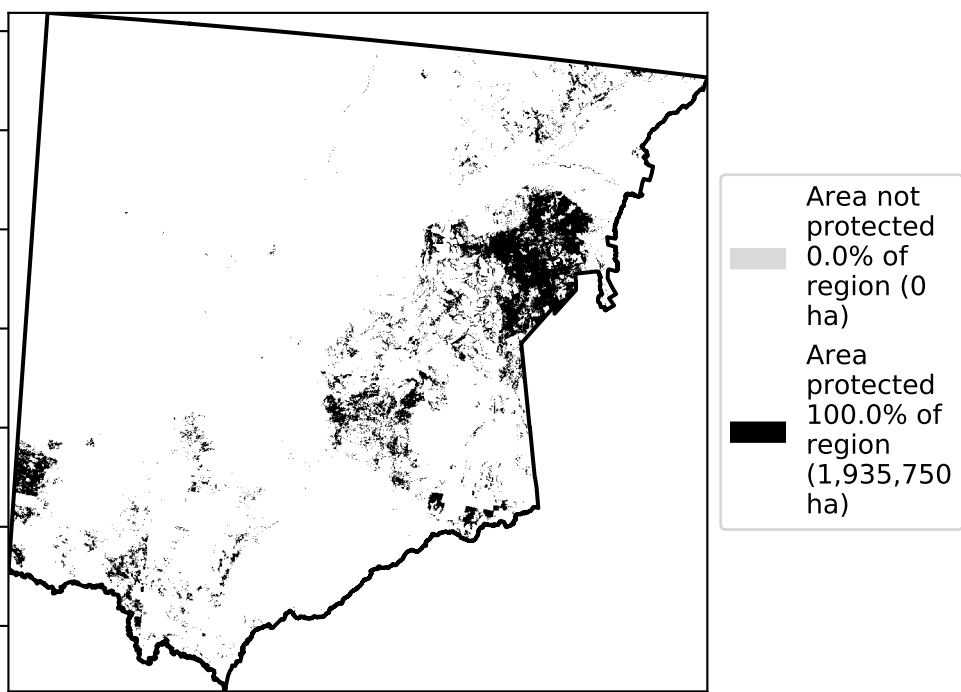 Area not
protected
0.0% of
region (0
ha)
Area
protected
100.0% of
region
(1,935,750
ha)